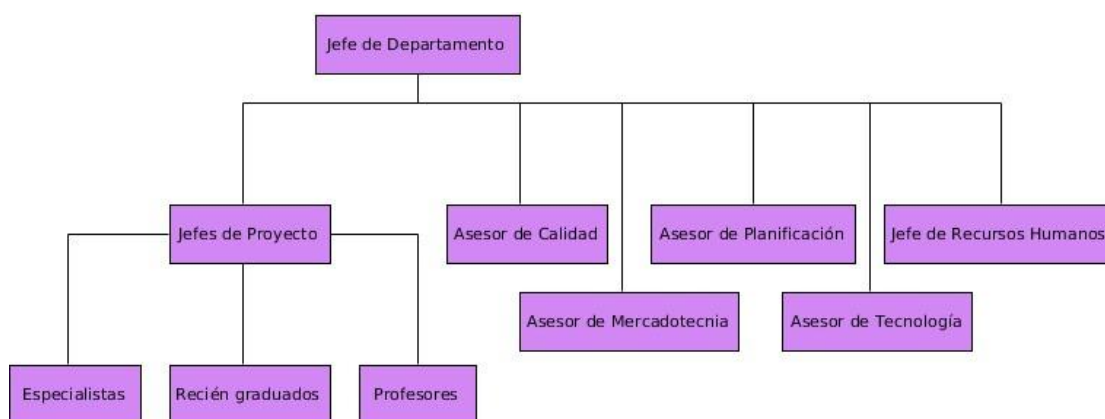 Jefe de Departamento
Jefes de Proyecto
Asesor de Calidad
Asesor de Planificación
Jefe de Recursos Humanos
Asesor de Mercadotecnia
Asesor de Tecnología
Especialistas
Recién graduados
Profesores